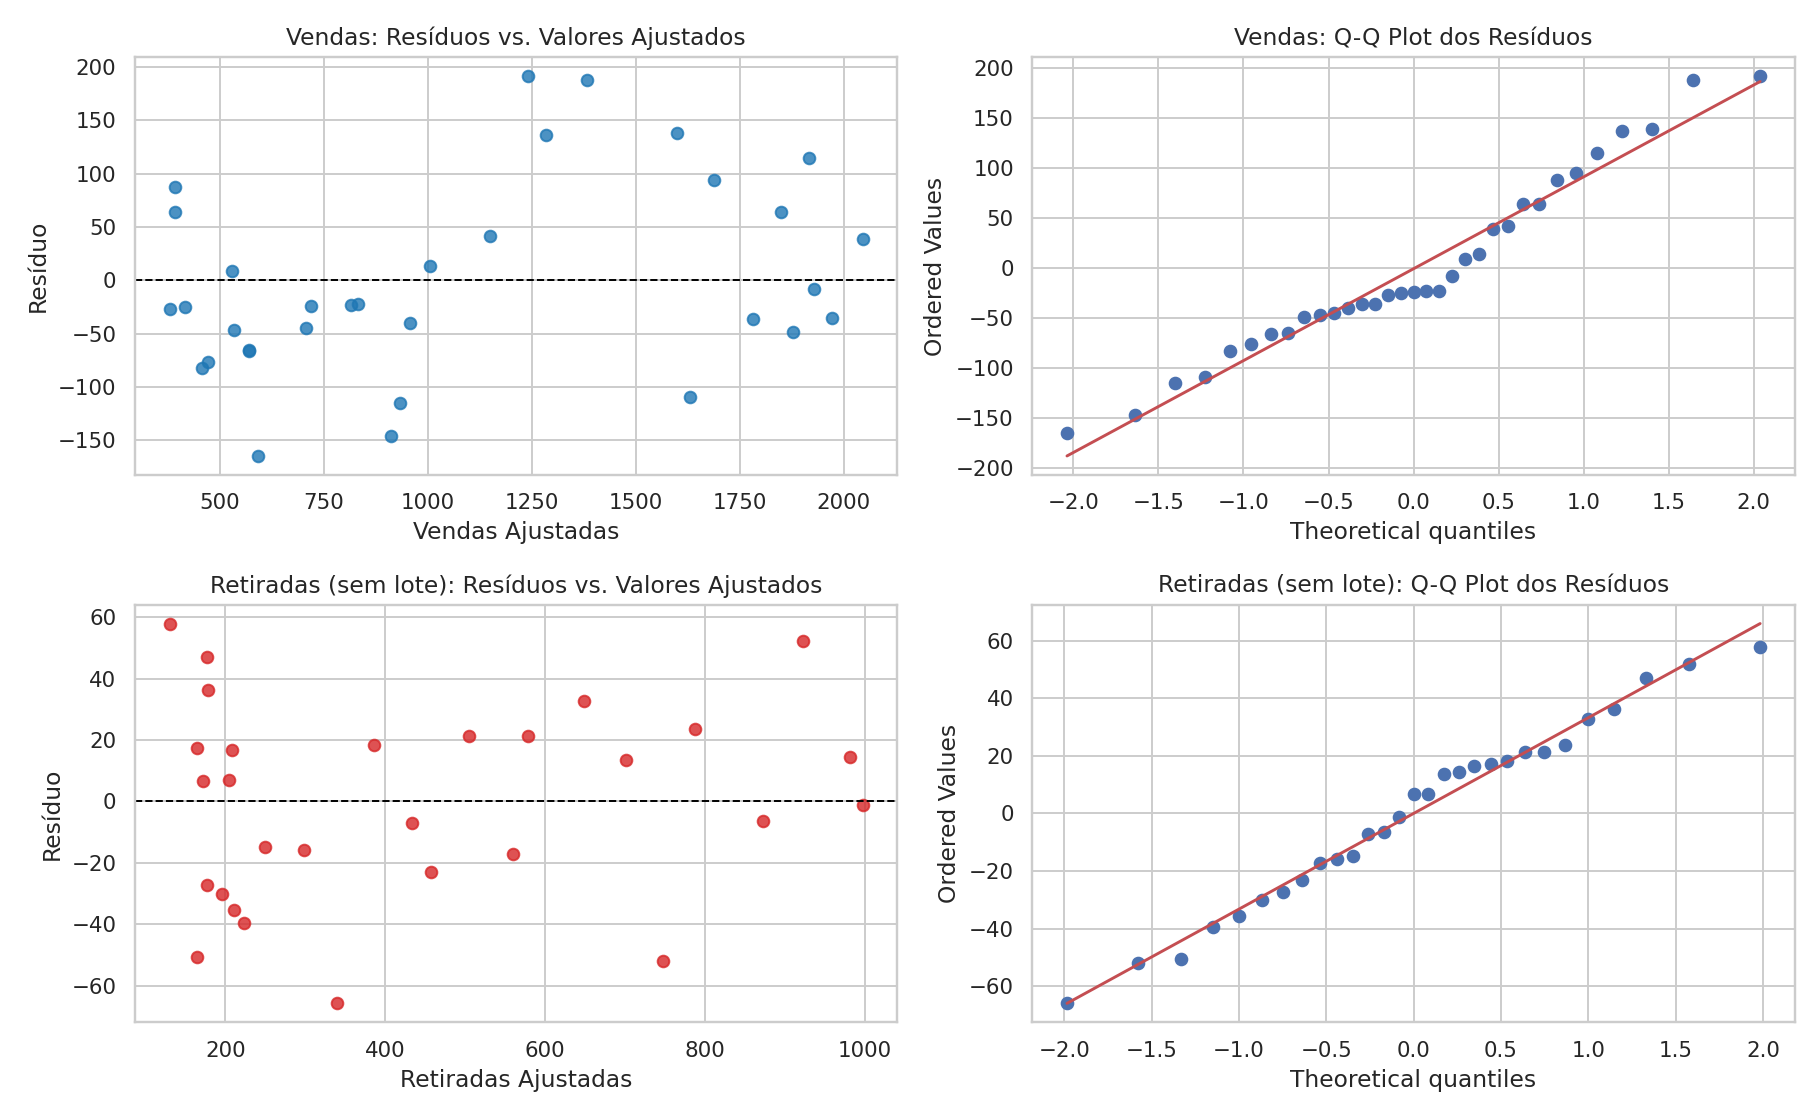 Vendas: Resíduos vs. Valores Ajustados
200
150
100
50
0
−50
−100
−150
Resíduo
500 750 1000 1250 1500 1750 2000
Vendas Ajustadas
Vendas: Q-Q Plot dos Resíduos
200
150
100
50
0
−50
−100
−150
−200
Ordered Values
−2.0 −1.5 −1.0 −0.5 0.0 0.5 1.0 1.5 2.0
Theoretical quantiles
Retiradas (sem lote): Resíduos vs. Valores Ajustados
60
40
20
0
−20
−40
−60
Resíduo
200 400 600 800 1000
Retiradas Ajustadas
Retiradas (sem lote): Q-Q Plot dos Resíduos
60
40
20
0
−20
−40
−60
Ordered Values
−2.0 −1.5 −1.0 −0.5 0.0 0.5 1.0 1.5 2.0
Theoretical quantiles